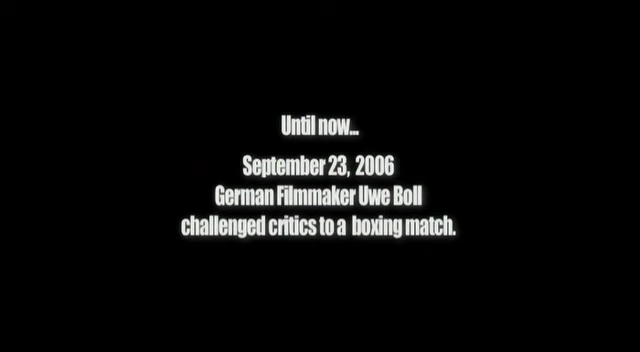 Until now...
September 23, 2006
German Filmmaker Uwe Boll
challenged critics to a boxing match.